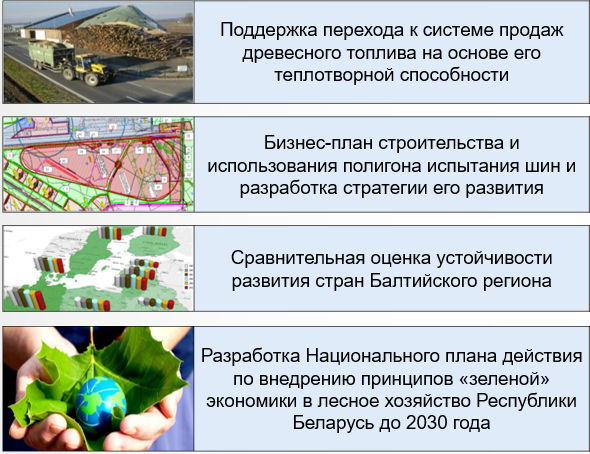 Поддержка перехода к системе продаж
древесного топлива на основе его
теплотворной способности
Бизнес-план строительства и
использования полигона испытания шин и
разработка стратегии его развития
Сравнительная оценка устойчивости
развития стран Балтийского региона
Разработка Национального плана действия
по внедрению принципов «зеленой»
экономики в лесное хозяйство Республики
Беларусь до 2030 года